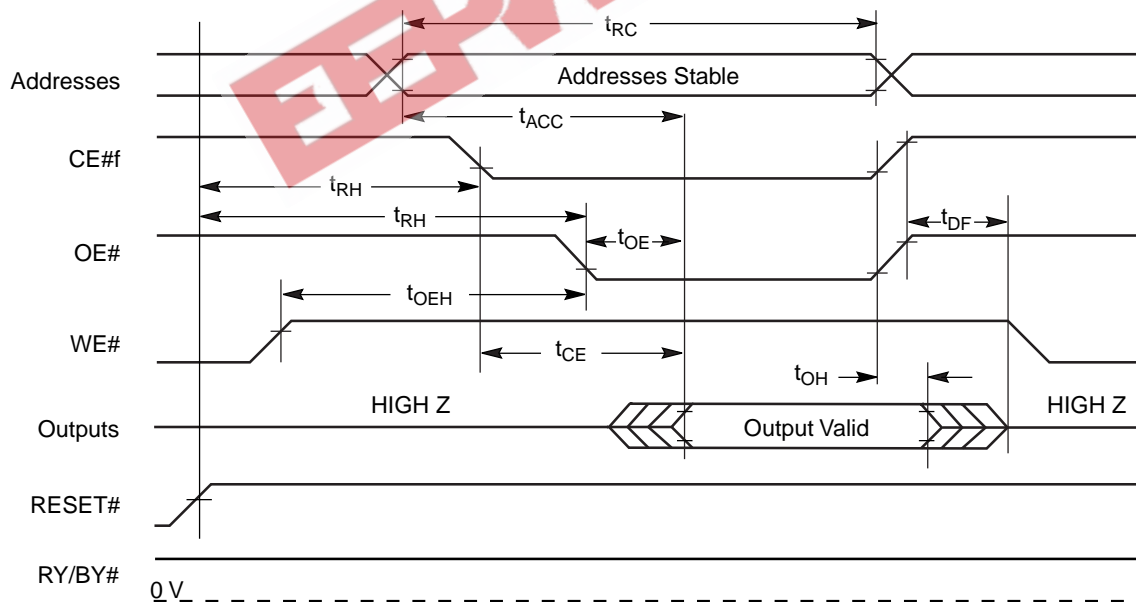 tRC
Addresses
Addresses Stable
tACC
CE#f
tRH
tRH
tDF
tOE
OE#
tOEH
WE#
tCE
tOH
HIGH Z
HIGH Z
Outputs
Output Valid
RESET#
RY/BY#
0 V